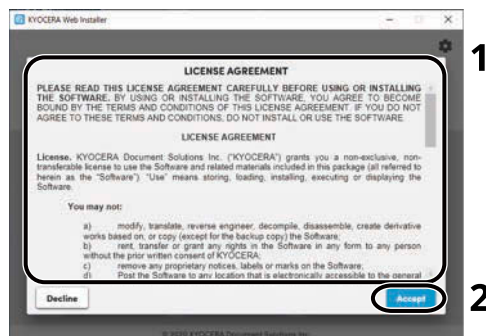 KYOCERA Web Installer
1
LICENSE AGREEMENT
PLEASE READ THIS LICENSE AGREEMENT CAREFULLY BEFORE USING OR INSTALLING
THE SOFTWARE. BY USING OR INSTALLING THE SOFTWARE, YOU AGREE TO BECOME
BOUND BY THE TERMS AND CONDITIONS OF THIS LICENSE AGREEMENT. IF YOU DO NOT
AGREE TO THESE TERMS AND CONDITIONS, DO NOT INSTALL OR USE THE SOFTWARE.
LICENSE AGREEMENT
License. KYOCERA Document Solutions Inc. ("KYOCERA") grants you a non-exclusive, non-
transferable license to use the Software and related materials included in this package (all referred to
herein as the "Software"). "Use" means storing, loading, installing, executing or displaying the
Software.
You may not:
a) modify, translate, reverse engineer, decompile, disassemble, create derivative
works based on, or copy (except for the backup copy) the Software;
b) rent, transfer or grant any rights in the Software in any form to any person
without the prior written consent of KYOCERA;
c) remove any proprietary notices, labels or marks on the Software;
d) Post the Software to any location that is electronically accessible to the general
Decline
Accept
2
© 2020 KYOCERA Document Solutions Inc.